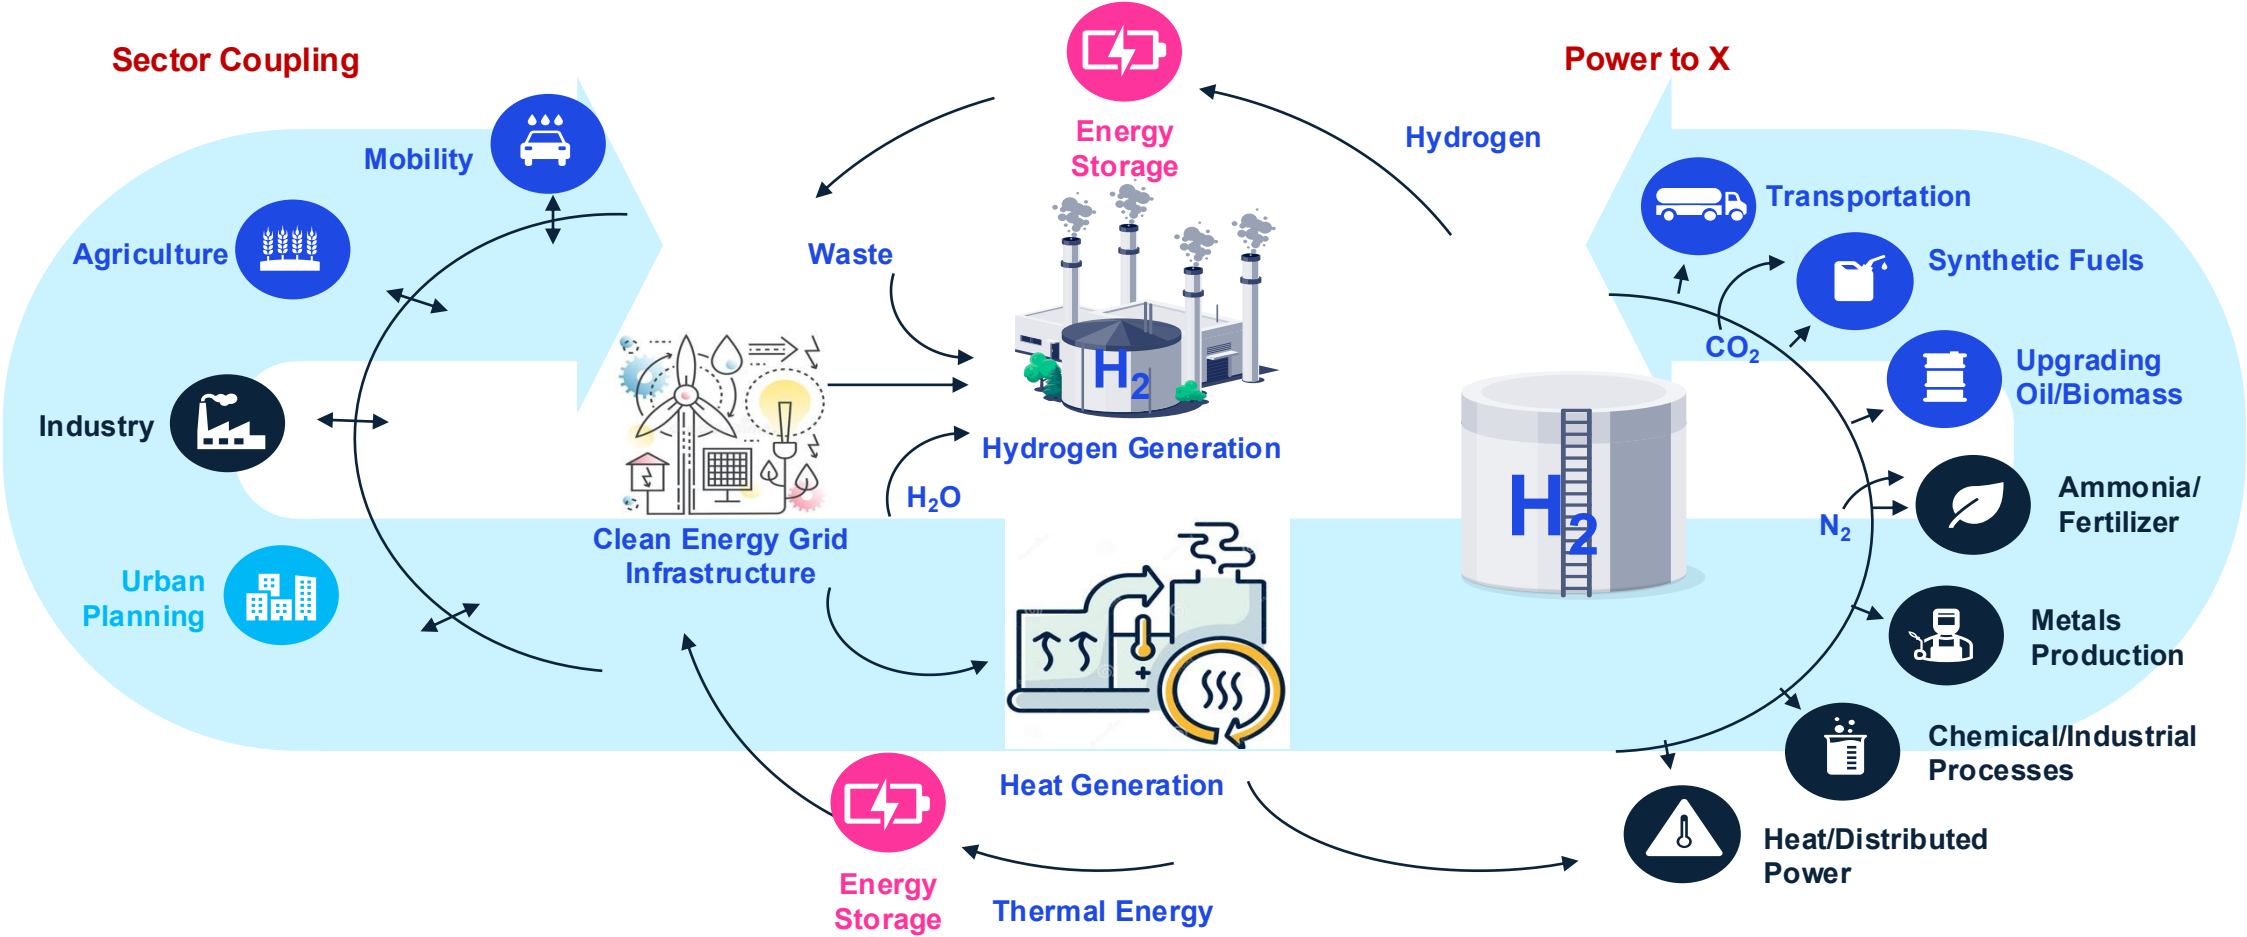 Sector Coupling
Power to X
Energy
Storage
Hydrogen
Mobility
Agriculture
Industry
Urban
Planning
Waste
H₂
Hydrogen Generation
H₂O
Clean Energy Grid
Infrastructure
Heat Generation
Energy
Storage
Thermal Energy
H₂
Transportation
Synthetic Fuels
CO₂
Upgrading
Oil/Biomass
N₂
Ammonia/
Fertilizer
Metals
Production
Chemical/Industrial
Processes
Heat/Distributed
Power